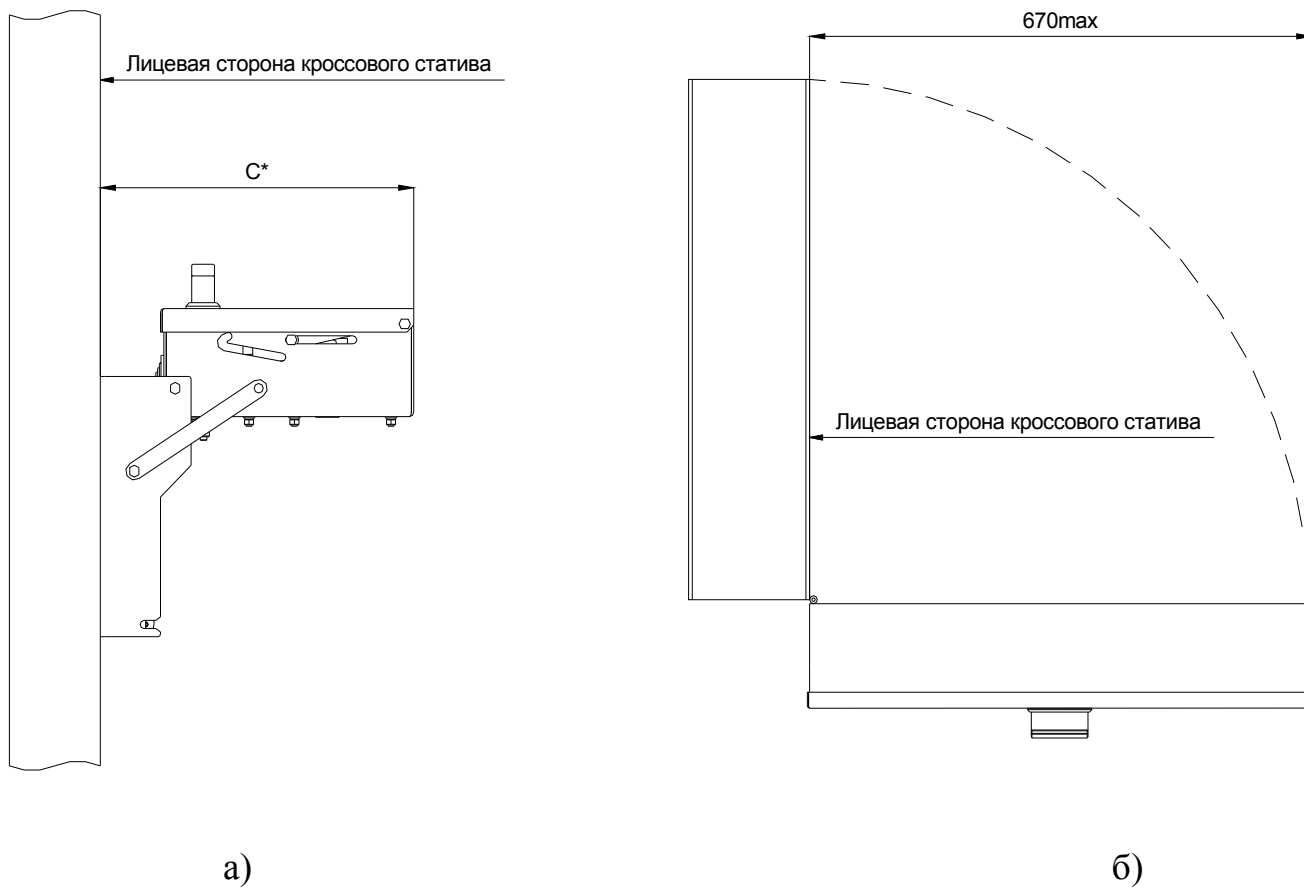 Лицевая сторона кроссового статива
С*
а)
670max
Лицевая сторона кроссового статива
б)